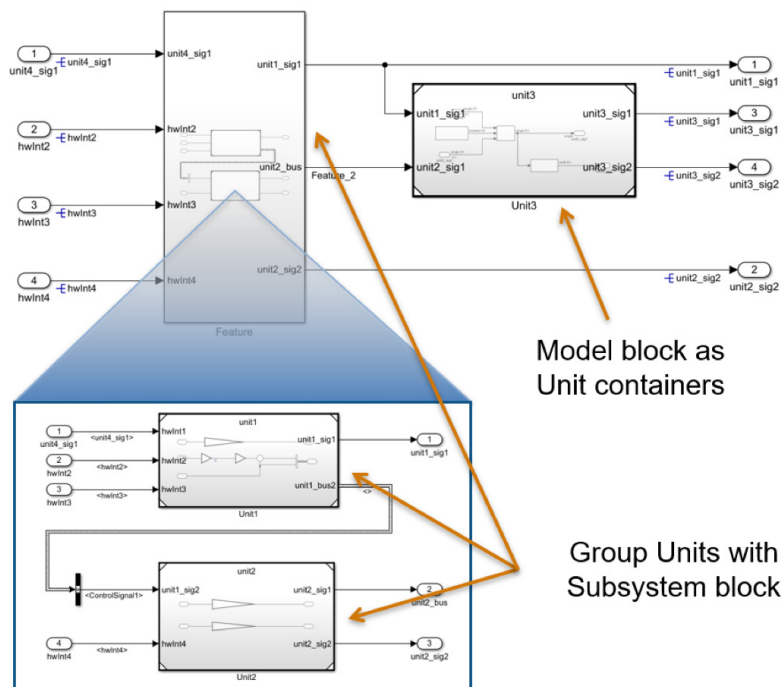 1
unit4_sig1
unit4_sig1
2
hwInt2
hwInt2
3
hwInt3
hwInt3
4
hwInt4
hwInt4
unit4_sig1
hwInt2
hwInt3
hwInt4
unit1_sig1
unit2_bus
unit2_sig2
Feature
Feature_2
unit3
unit1_sig1
unit2_sig1
unit3_sig1
unit3_sig2
Unit3
unit1_sig1
1
unit1_sig1
unit3_sig1
3
unit3_sig1
unit3_sig2
4
unit3_sig2
unit2_sig2
2
unit2_sig2
Model block as
Unit containers
1
unit4_sig1
<unit4_sig1>
2
hwInt2
<hwInt2>
3
hwInt3
<hwInt3>
unit1
hwInt1
hwInt2
hwInt3
unit1_sig1
unit1_bus2
Unit1
<>
1
unit1_sig1
<ControlSignal1>
4
hwInt4
<hwInt4>
unit2
unit1_sig2
hwInt4
unit2_sig1
unit2_sig2
Unit2
2
unit2_bus
3
unit2_sig2
Group Units with
Subsystem block